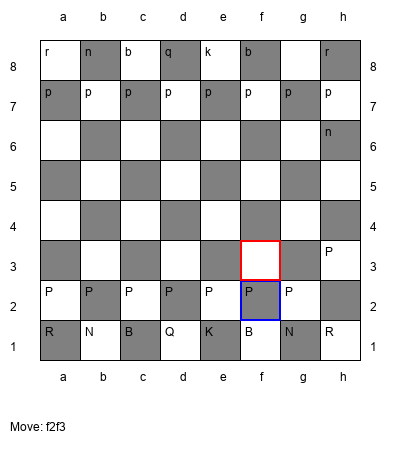 a b c d e f g h
8 r n b q k b r 8
7 p p p p p p p p 7
6 n 6
5 5
4 4
3 P 3
2 P P P P P P P 2
1 R N B Q K B N R 1
a b c d e f g h
Move: f2f3